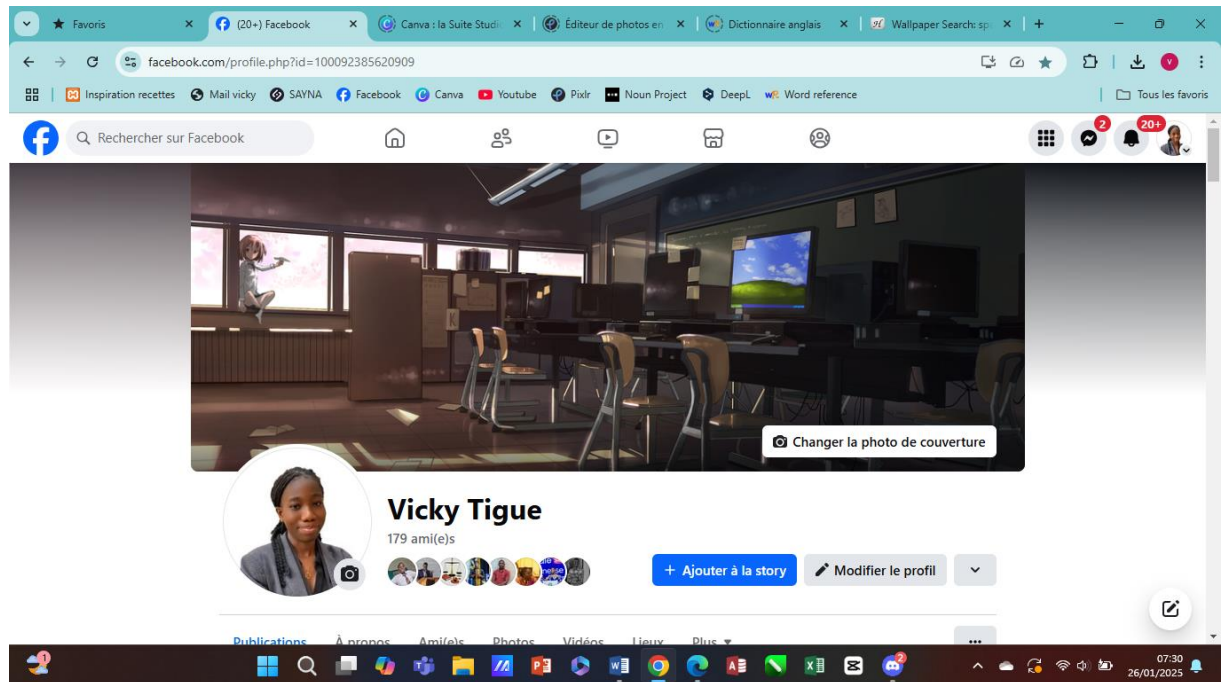 Favoris
(20+) Facebook
Canva : la Suite Studi
Éditeur de photos en
Dictionnaire anglais
Wallpaper Search: sp
facebook.com/profile.php?id=100092385620909
V
Inspiration recettes
Mail vicky
SAYNA
Facebook
Canva
Youtube
Pixlr
Noun Project
DeepL
Word reference
Tous les favoris
Rechercher sur Facebook
2
20+
Changer la photo de couverture
Vicky Tigue
179 ami(e)s
+ Ajouter à la story
Modifier le profil
Publications
À propos
Ami(e)s
Photos
Vidéos
Lieux
Plus
1
07:30
26/01/2025